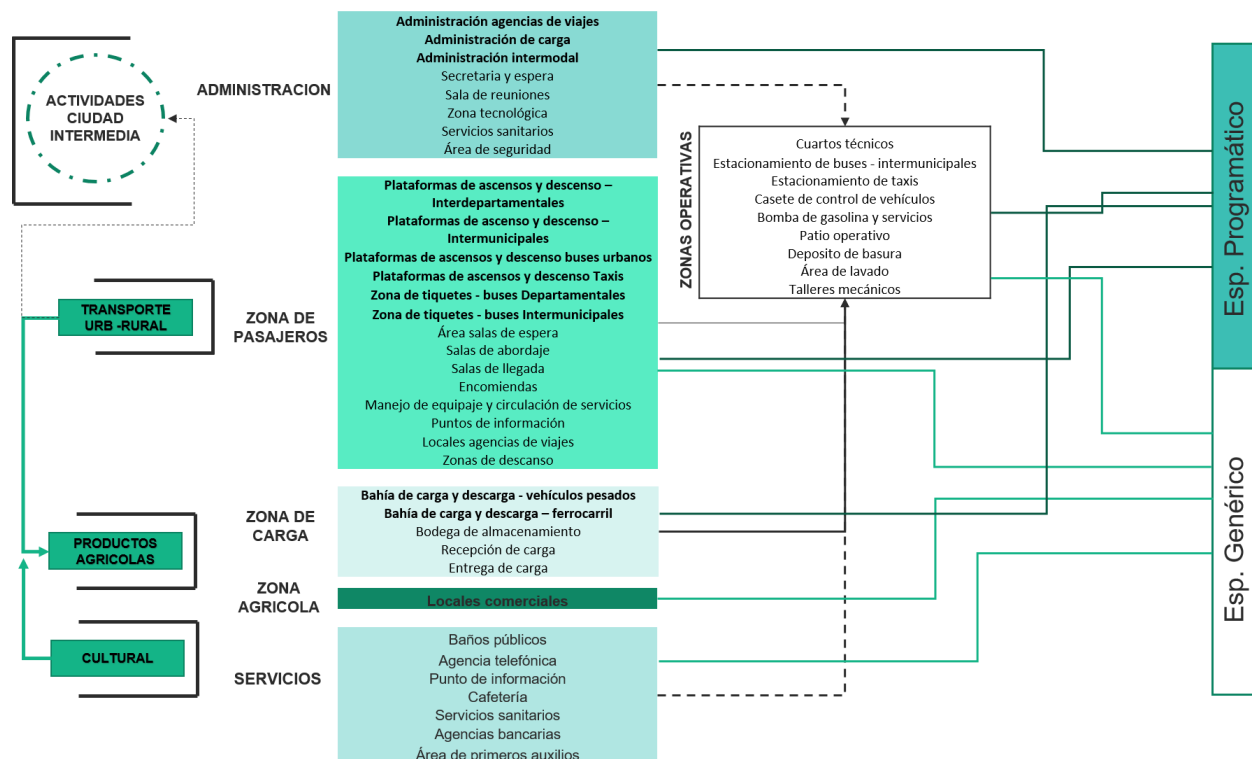 ACTIVIDADES
CIUDAD
INTERMEDIA
TRANSPORTE
URB -RURAL
PRODUCTOS
AGRICOLAS
CULTURAL
ADMINISTRACION
Administración agencias de viajes
Administración de carga
Administración intermodal
Secretaria y espera
Sala de reuniones
Zona tecnológica
Servicios sanitarios
Área de seguridad
ZONA DE
PASAJEROS
Plataformas de ascensos y descenso –
Interdepartamentales
Plataformas de ascenso y descenso –
Intermunicipales
Plataformas de ascensos y descenso buses urbanos
Plataformas de ascensos y descenso Taxis
Zona de tiquetes - buses Departamentales
Zona de tiquetes - buses Intermunicipales
Área salas de espera
Salas de abordaje
Salas de llegada
Encomiendas
Manejo de equipaje y circulación de servicios
Puntos de información
Locales agencias de viajes
Zonas de descanso
ZONA DE
CARGA
Bahía de carga y descarga - vehículos pesados
Bahía de carga y descarga – ferrocarril
Bodega de almacenamiento
Recepción de carga
Entrega de carga
ZONA
AGRICOLA
Locales comerciales
SERVICIOS
Baños públicos
Agencia telefónica
Punto de información
Cafetería
Servicios sanitarios
Agencias bancarias
Área de primeros auxilios
ZONAS OPERATIVAS
Cuartos técnicos
Estacionamiento de buses - intermunicipales
Estacionamiento de taxis
Casete de control de vehículos
Bomba de gasolina y servicios
Patio operativo
Deposito de basura
Área de lavado
Talleres mecánicos
Esp. Programático
Esp. Genérico